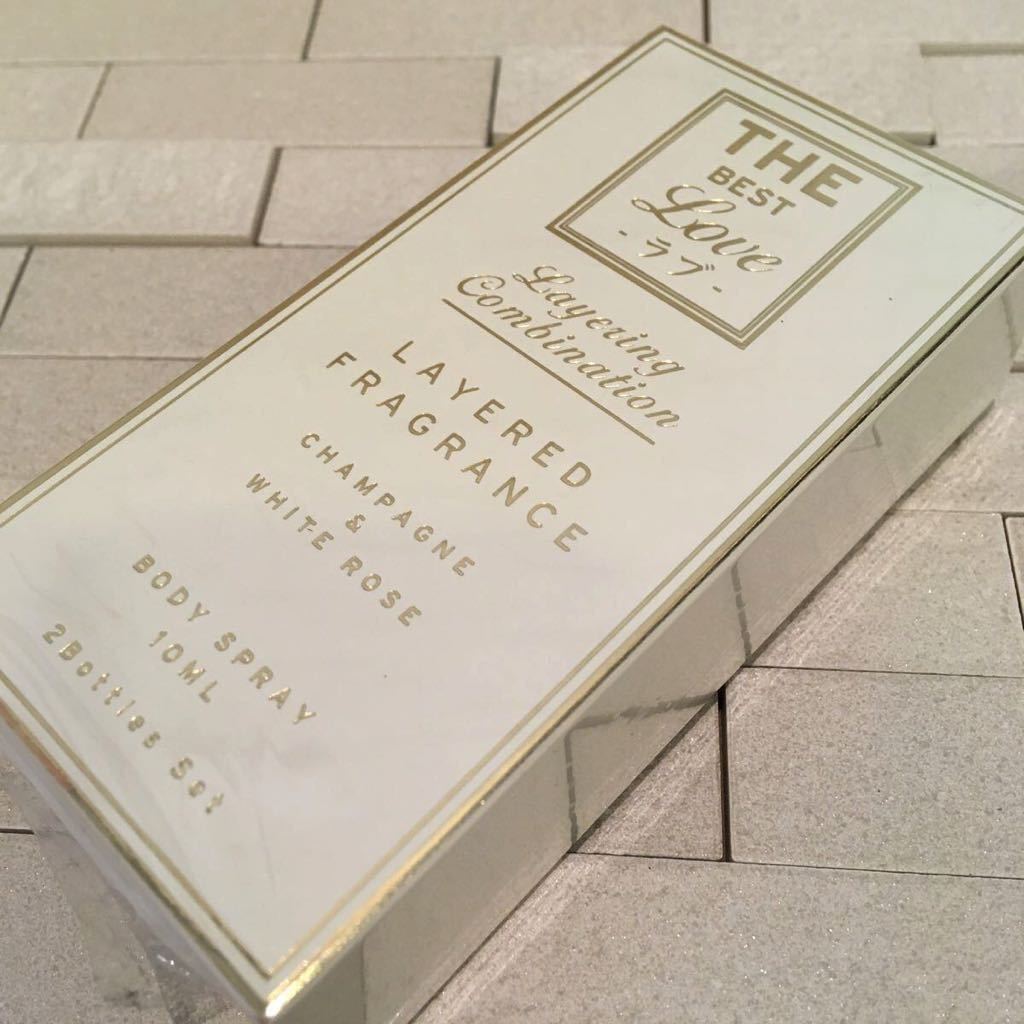 THE
BEST
Love
-ラブ-
Layering
Combination
LAYERED
FRAGRANCE
CHAMPAGNE
&
WHITE ROSE
BODY SPRAY
10ML
2Bottles Set